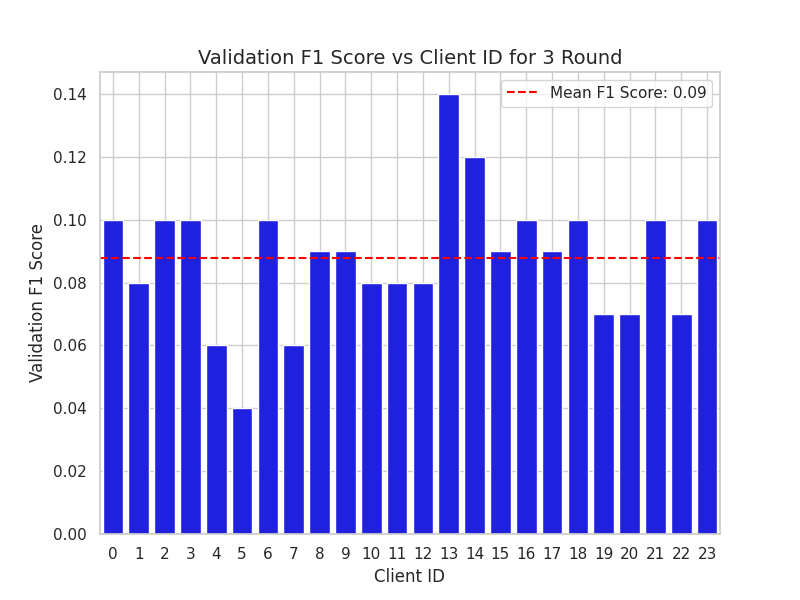 Validation F1 Score vs Client ID for 3 Round
Mean F1 Score: 0.09
Validation F1 Score
0.14
0.12
0.10
0.08
0.06
0.04
0.02
0.00
0 1 2 3 4 5 6 7 8 9 10 11 12 13 14 15 16 17 18 19 20 21 22 23
Client ID